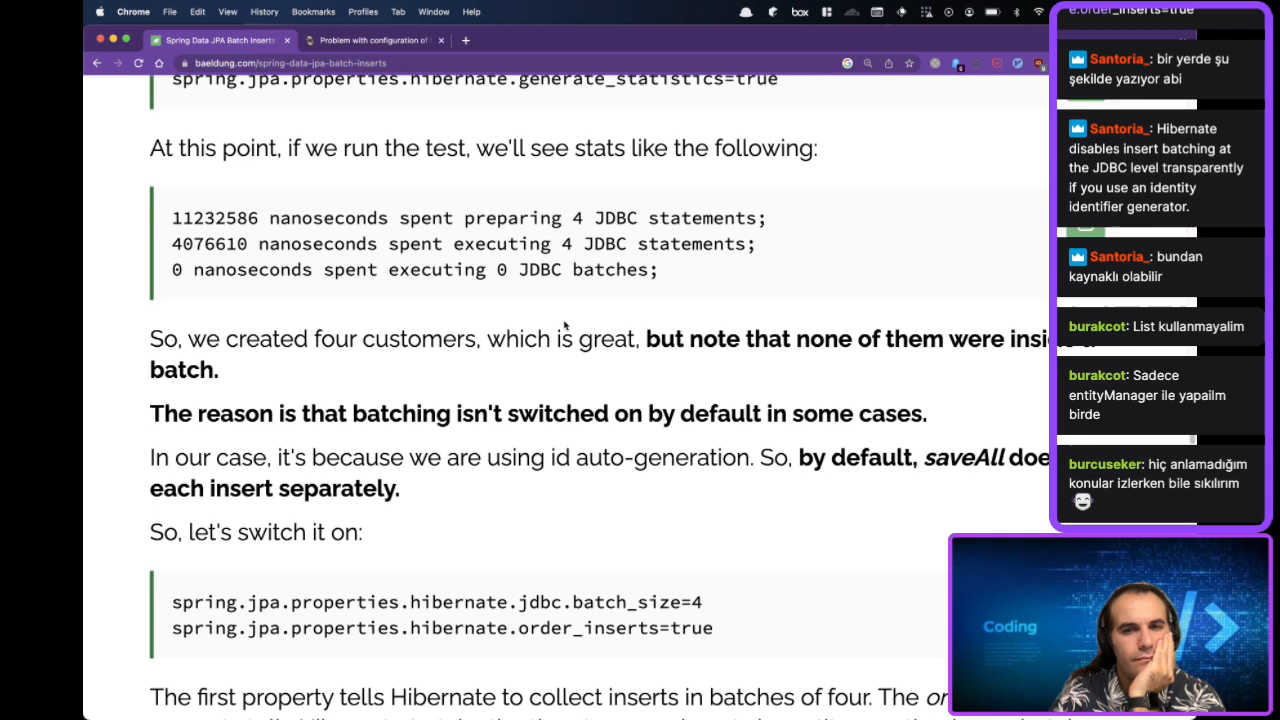 Chrome File Edit View History Bookmarks Profiles Tab Window Help
box
Spring Data JPA Batch Inserts
Problem with configuration of
baeldung.com/spring-data-jpa-batch-inserts
spring.jpa.properties.hibernate.generate_statistics=true
At this point, if we run the test, we'll see stats like the following:
11232586 nanoseconds spent preparing 4 JDBC statements;
4076610 nanoseconds spent executing 4 JDBC statements;
0 nanoseconds spent executing 0 JDBC batches;
So, we created four customers, which is great, but note that none of them were
batch.
The reason is that batching isn't switched on by default in some cases.
In our case, it's because we are using id auto-generation. So, by default, saveAll
each insert separately.
So, let's switch it on:
spring.jpa.properties.hibernate.jdbc.batch_size=4
spring.jpa.properties.hibernate.order_inserts=true
The first property tells Hibernate to collect inserts in batches of four. The
e.order_inserts=true
Santoria_: bir yerde şu
şekilde yazıyor abi
Santoria_: Hibernate
disables insert batching at
the JDBC level transparently
if you use an identity
identifier generator.
Santoria_: bundan
kaynaklı olabilir
burakcot: List kullanmayalim
burakcot: Sadece
entityManager ile yapailm
birde
burcuseker: hiç anlamadığım
konular izlerken bile sıkılırım
Coding